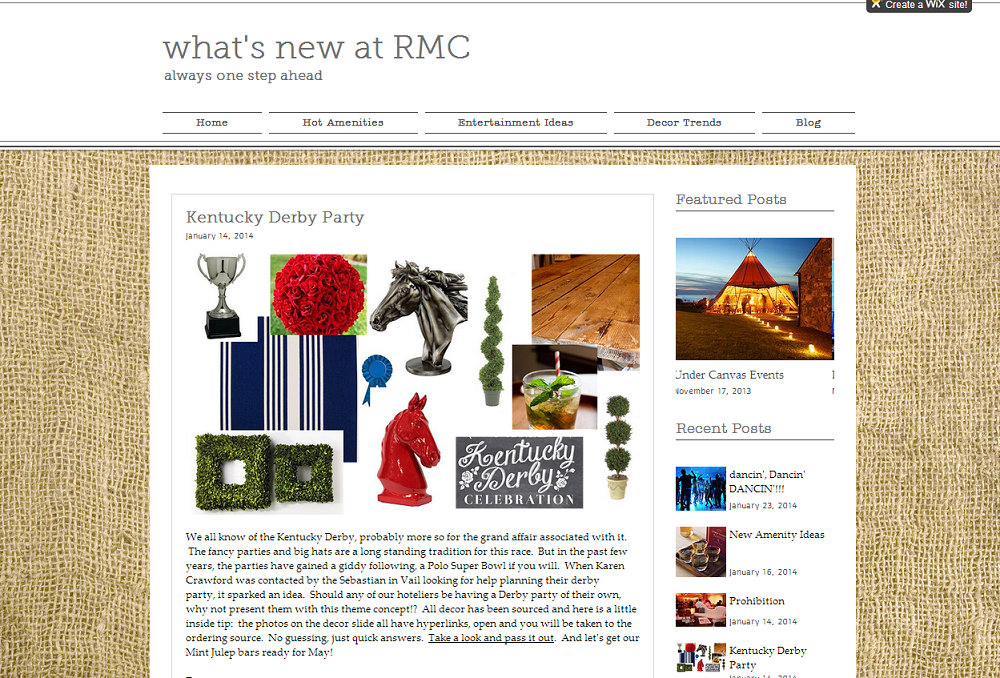 Create a WiX site!
what's new at RMC
always one step ahead
Home
Hot Amenities
Entertainment Ideas
Decor Trends
Blog
Kentucky Derby Party
January 14, 2014
Kentucky
Derby
CELEBRATION
We all know of the Kentucky Derby, probably more so for the grand affair associated with it.
The fancy parties and big hats are a long standing tradition for this race. But in the past few
years, the parties have gained a giddy following, a Polo Super Bowl if you will. When Karen
Crawford was contacted by the Sebastian in Vail looking for help planning their derby
party, it sparked an idea. Should any of our hoteliers be having a Derby party of their own,
why not present them with this theme concept!? All decor has been sourced and here is a little
inside tip: the photos on the decor slide all have hyperlinks, open and you will be taken to the
ordering source. No guessing, just quick answers. Take a look and pass it out. And let's get our
Mint Julep bars ready for May!
Featured Posts
Under Canvas Events
November 17, 2013
Recent Posts
dancin', Dancin'
DANCIN'!!!
January 23, 2014
New Amenity Ideas
January 16, 2014
Prohibition
January 14, 2014
Kentucky Derby
Party
January 14, 2014